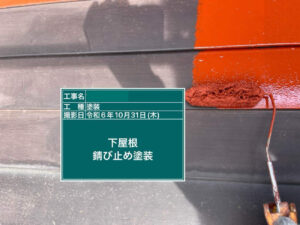 工事名
工　種 塗装
撮影日 令和６年10月31日(木)
下屋根
錆び止め塗装